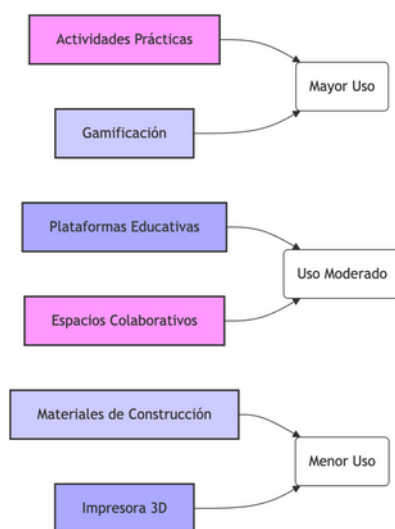 Actividades Prácticas
Mayor Uso
Gamificación
Plataformas Educativas
Uso Moderado
Espacios Colaborativos
Materiales de Construcción
Menor Uso
Impresora 3D